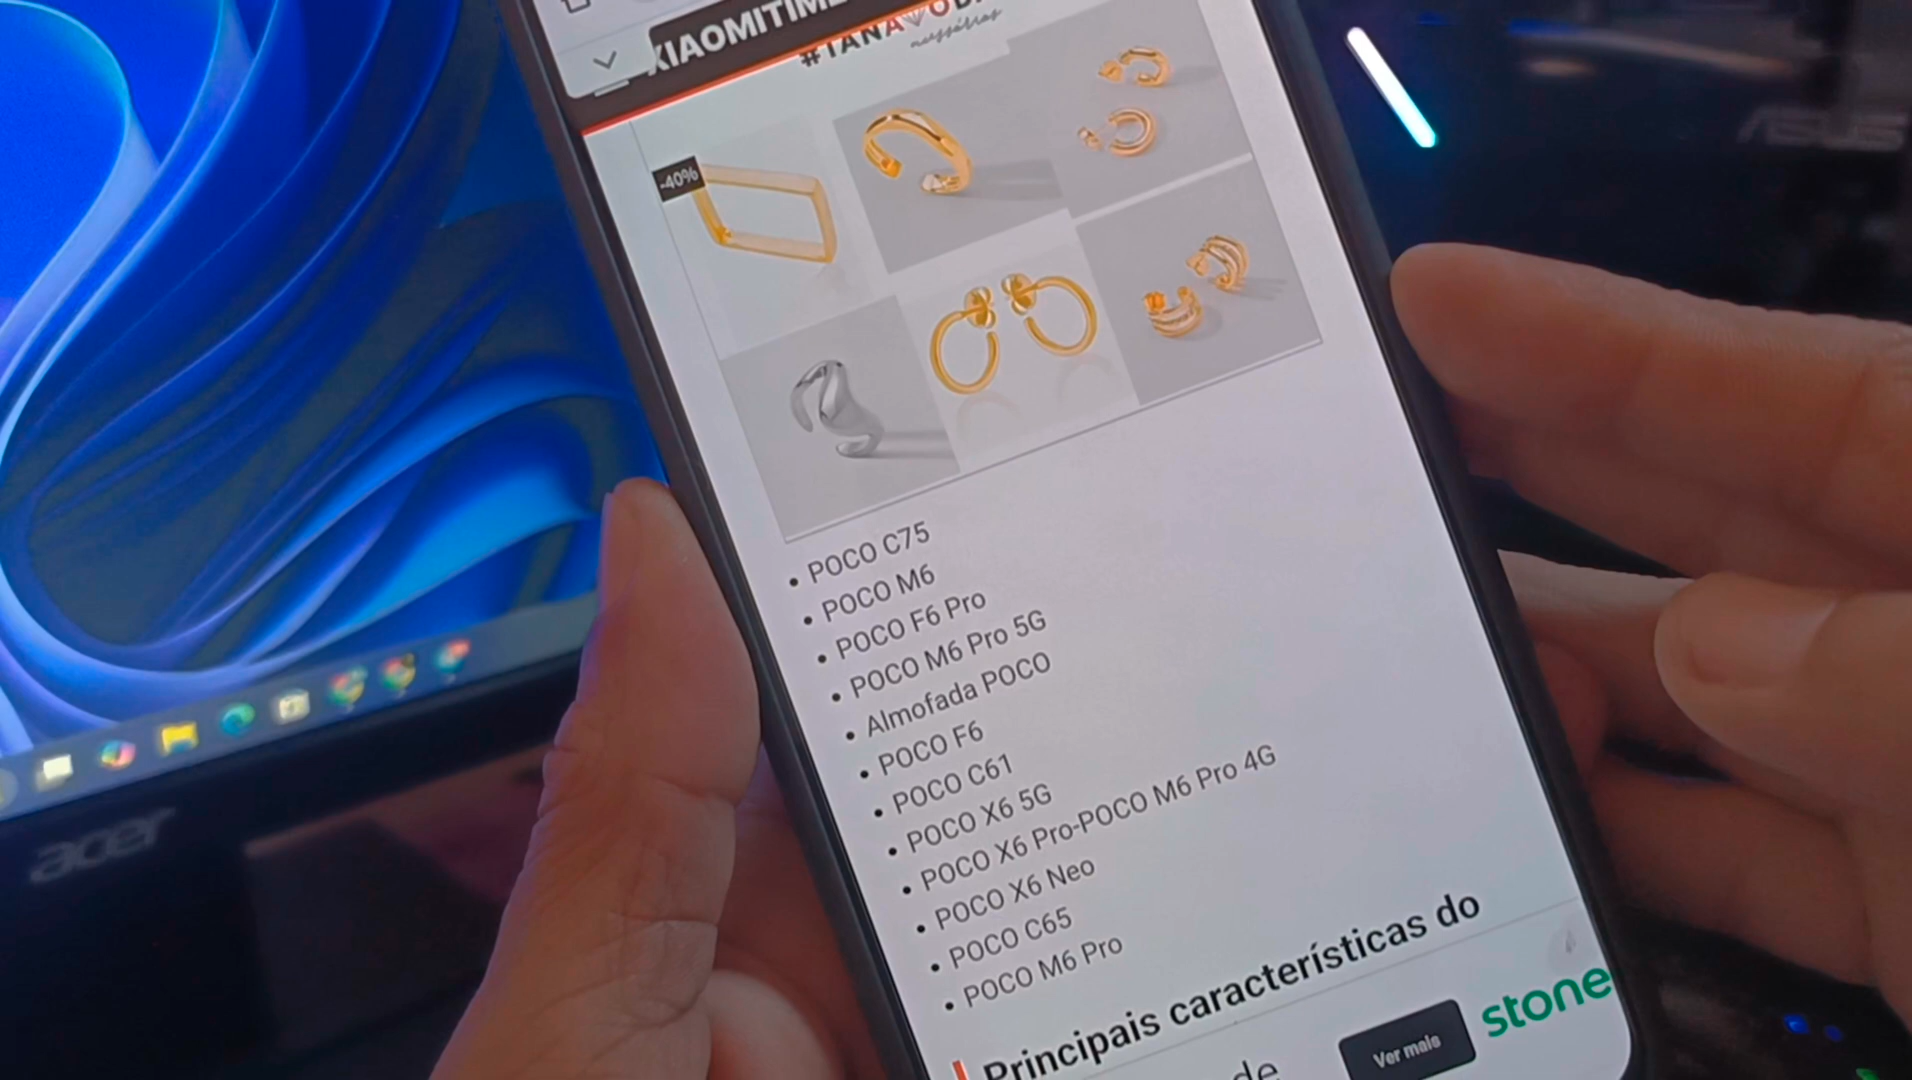 XIAOMITIME
acessórios
-40%
ASUS
• POCO C75
• POCO M6
• POCO F6 Pro
• POCO M6 Pro 5G
• Almofada POCO
• POCO F6
• POCO C61
• POCO X6 5G
• POCO X6 Pro-POCO M6 Pro 4G
• POCO X6 Neo
• POCO C65
• POCO M6 Pro
Principais características do
de
Ver mais
stone
acer